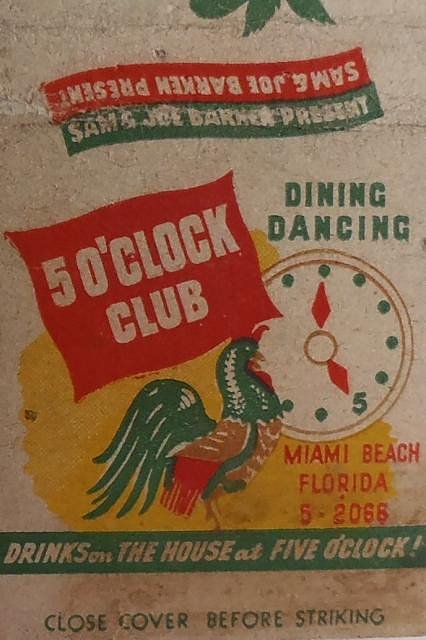 SAM & JOE BARKEN PRESENT
SAM & JOE BARKEN PRESENT
DINING
DANCING
5 O'CLOCK
CLUB
5
MIAMI BEACH
FLORIDA
5-2066
DRINKS on THE HOUSE at FIVE O'CLOCK!
CLOSE COVER BEFORE STRIKING